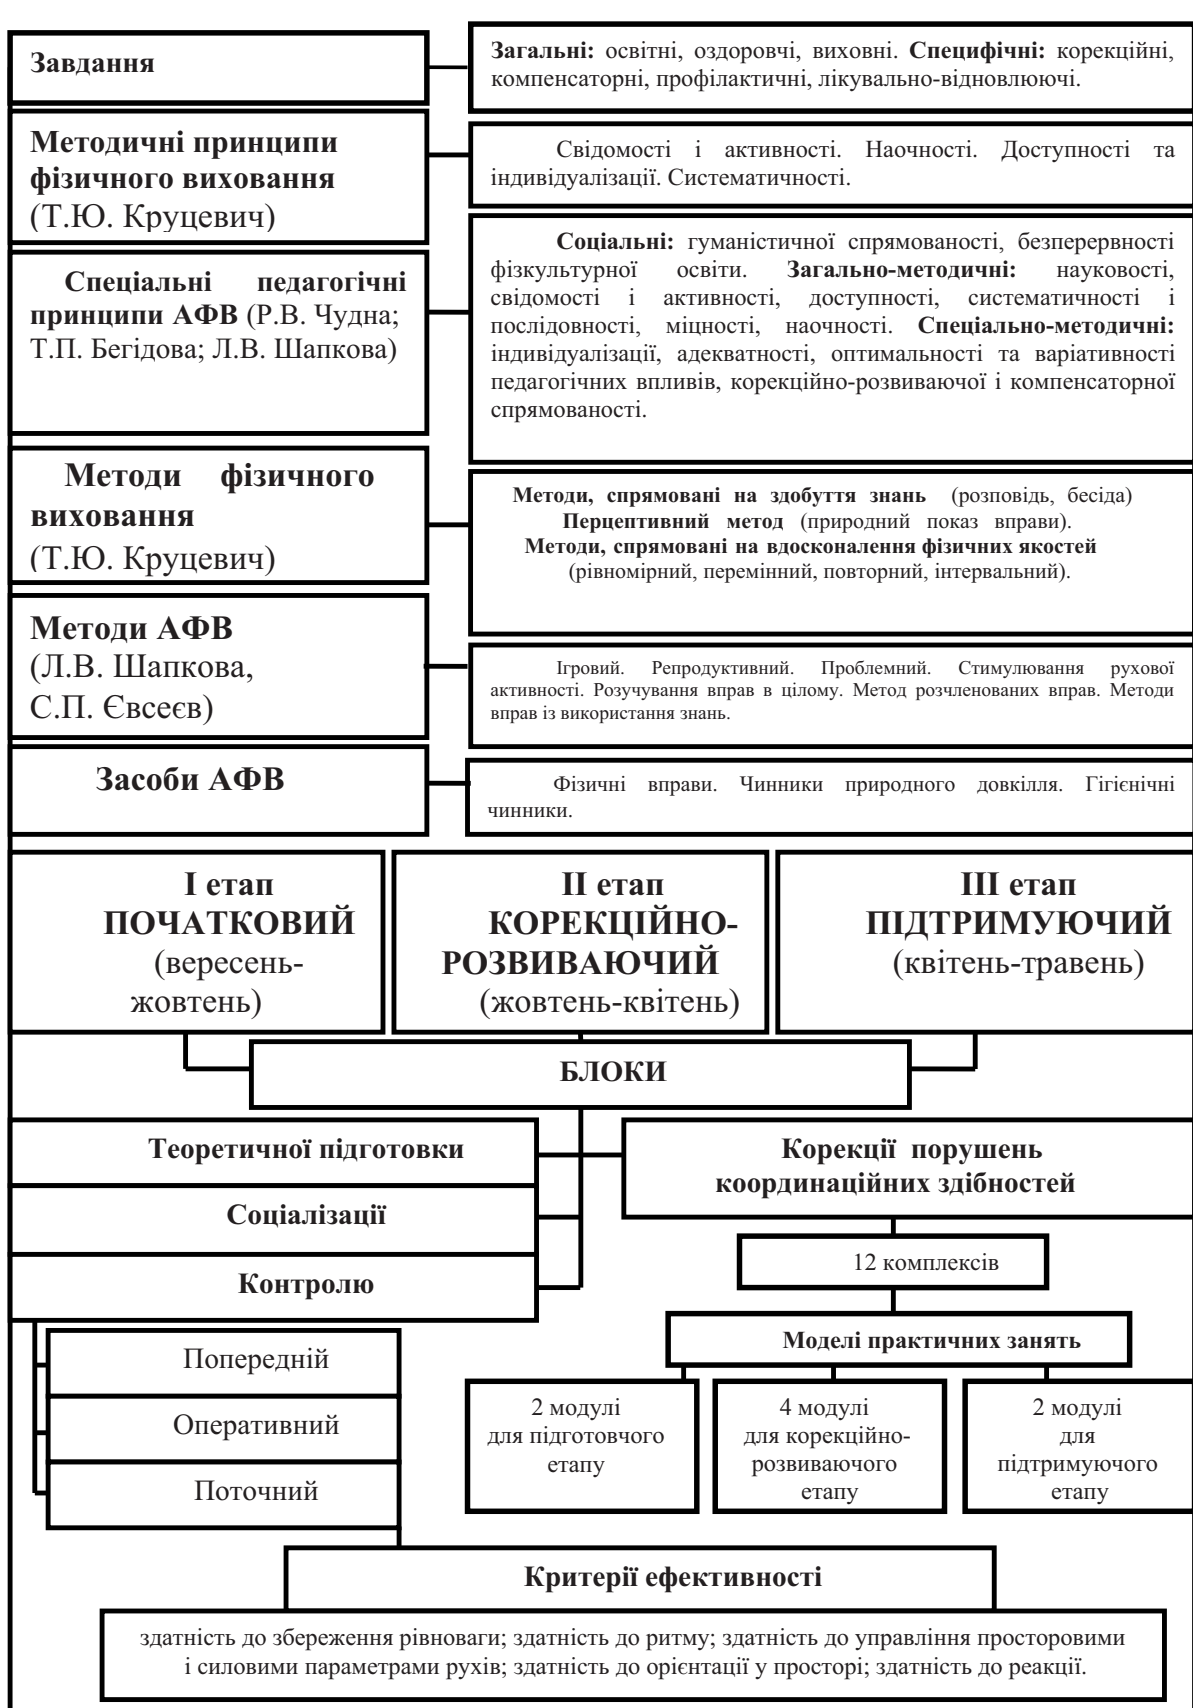 Завдання
Загальні: освітні, оздоровчі, виховні. Специфічні: корекційні,
компенсаторні, профілактичні, лікувально-відновлюючі.
Методичні принципи
фізичного виховання
(Т.Ю. Круцевич)
Свідомості і активності. Наочності. Доступності та
індивідуалізації. Систематичності.
Спеціальні педагогічні
принципи АФВ (Р.В. Чудна;
Т.П. Бегідова; Л.В. Шапкова)
Соціальні: гуманістичної спрямованості, безперервності
фізкультурної освіти. Загально-методичні: науковості,
свідомості і активності, доступності, систематичності і
послідовності, міцності, наочності. Спеціально-методичні:
індивідуалізації, адекватності, оптимальності та варіативності
педагогічних впливів, корекційно-розвиваючої і компенсаторної
спрямованості.
Методи фізичного
виховання
(Т.Ю. Круцевич)
Методи, спрямовані на здобуття знань (розповідь, бесіда)
Перцептивний метод (природний показ вправи).
Методи, спрямовані на вдосконалення фізичних якостей
(рівномірний, перемінний, повторний, інтервальний).
Методи АФВ
(Л.В. Шапкова,
С.П. Євсеєв)
Ігровий. Репродуктивний. Проблемний. Стимулювання рухової
активності. Розучування вправ в цілому. Метод розчленованих вправ. Методи
вправ із використання знань.
Засоби АФВ
Фізичні вправи. Чинники природного довкілля. Гігієнічні
чинники.
І етап
ПОЧАТКОВИЙ
(вересень-
жовтень)
ІІ етап
КОРЕКЦІЙНО-
РОЗВИВАЮЧИЙ
(жовтень-квітень)
ІІІ етап
ПІДТРИМУЮЧИЙ
(квітень-травень)
БЛОКИ
Теоретичної підготовки
Соціалізації
Контролю
Попередній
Оперативний
Поточний
Корекції порушень
координаційних здібностей
12 комплексів
Моделі практичних занять
2 модулі
для підготовчого
етапу
4 модулі
для корекційно-
розвиваючого
етапу
2 модулі
для
підтримуючого
етапу
Критерії ефективності
здатність до збереження рівноваги; здатність до ритму; здатність до управління просторовими
і силовими параметрами рухів; здатність до орієнтації у просторі; здатність до реакції.